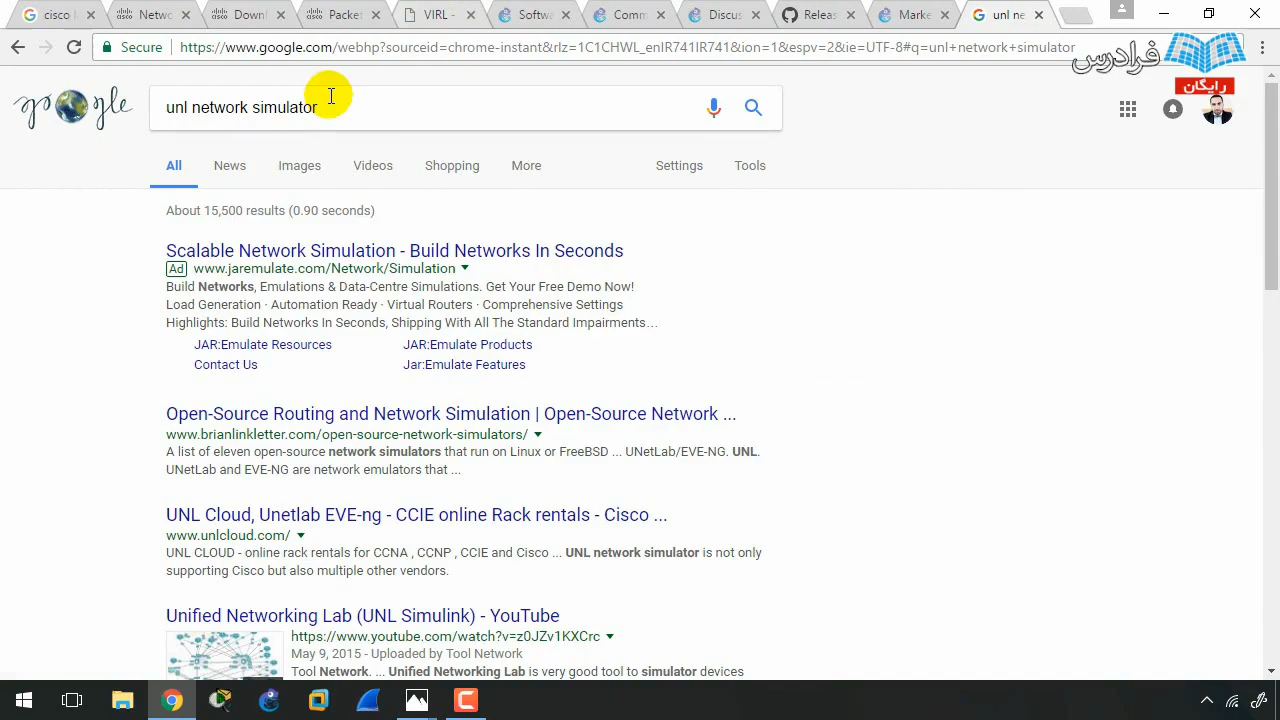 cisco
Netwo
Downl
Packet
VIRL -
Softw
Comm
Discus
Releas
Marke
unl ne
Secure https://www.google.com/webhp?sourceid=chrome-instant&rlz=1C1CHWL_enIR741IR741&ion=1&espv=2&ie=UTF-8#q=unl+network+simulator
فرادرس
رایگان
google
unl network simulator
All News Images Videos Shopping More Settings Tools
About 15,500 results (0.90 seconds)
Scalable Network Simulation - Build Networks In Seconds
Ad www.jaremulate.com/Network/Simulation
Build Networks, Emulations & Data-Centre Simulations. Get Your Free Demo Now!
Load Generation · Automation Ready · Virtual Routers · Comprehensive Settings
Highlights: Build Networks In Seconds, Shipping With All The Standard Impairments…
JAR:Emulate Resources JAR:Emulate Products
Contact Us Jar:Emulate Features
Open-Source Routing and Network Simulation | Open-Source Network ...
www.brianlinkletter.com/open-source-network-simulators/
A list of eleven open-source network simulators that run on Linux or FreeBSD ... UNetLab/EVE-NG. UNL.
UNetLab and EVE-NG are network emulators that ...
UNL Cloud, Unetlab EVE-ng - CCIE online Rack rentals - Cisco ...
www.unlcloud.com/
UNL CLOUD - online rack rentals for CCNA , CCNP , CCIE and Cisco ... UNL network simulator is not only
supporting Cisco but also multiple other vendors.
Unified Networking Lab (UNL Simulink) - YouTube
https://www.youtube.com/watch?v=z0JZv1KXCrc
May 9, 2015 - Uploaded by Tool Network
Tool Network. ... Unified Networking Lab is very good tool to simulator devices